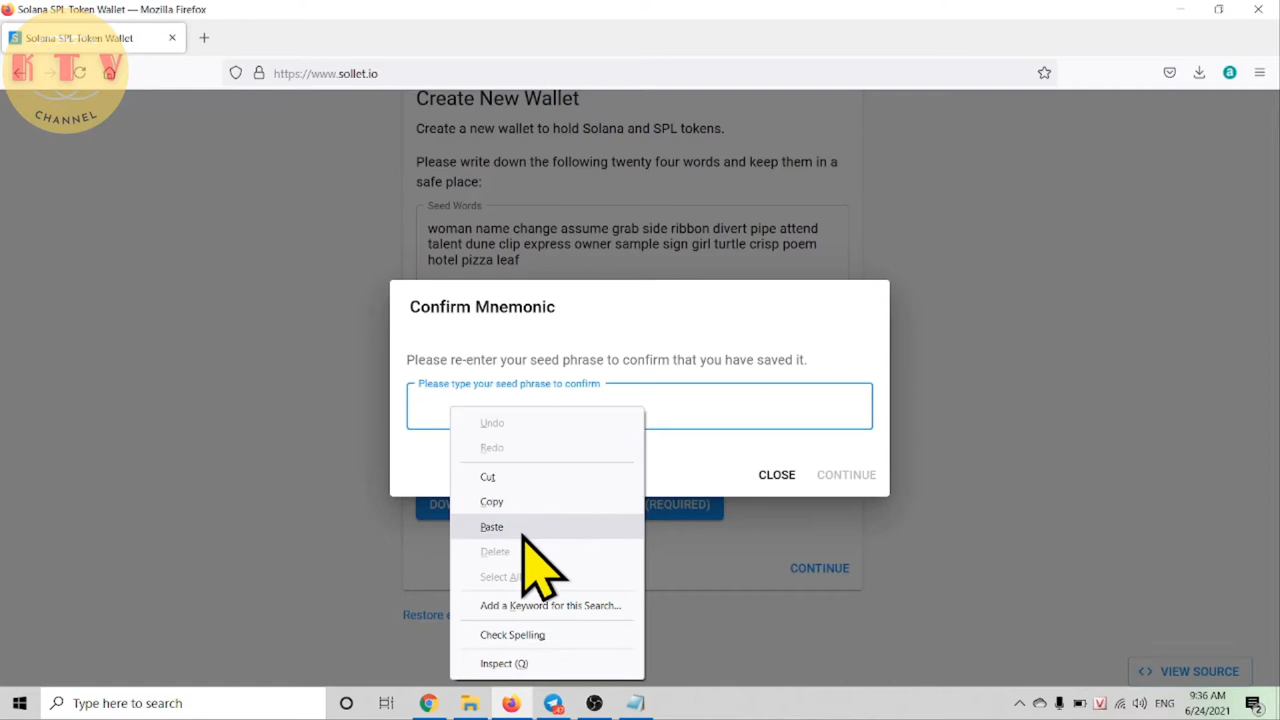 Solana SPL Token Wallet — Mozilla Firefox
Solana SPL Token Wallet
https://www.sollet.io
KTV
CHANNEL
Create New Wallet
Create a new wallet to hold Solana and SPL tokens.
Please write down the following twenty four words and keep them in a
safe place:
Seed Words
woman name change assume grab side ribbon divert pipe attend
talent dune clip express owner sample sign girl turtle crisp poem
hotel pizza leaf
Confirm Mnemonic
Please re-enter your seed phrase to confirm that you have saved it.
Please type your seed phrase to confirm
Undo
Redo
Cut
Copy
Paste
Delete
Select All
Add a Keyword for this Search...
Check Spelling
Inspect (Q)
CLOSE CONTINUE
(REQUIRED)
CONTINUE
VIEW SOURCE
Type here to search
ENG
9:36 AM
6/24/2021